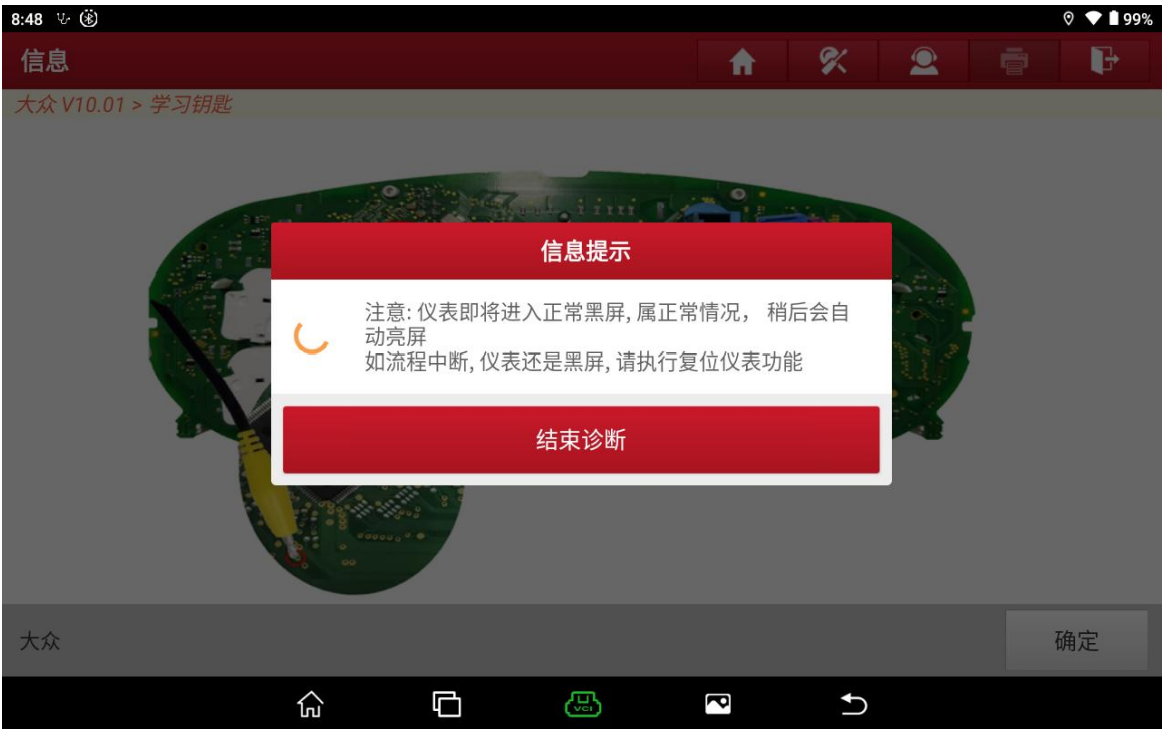 8:48
99%
信息
大众 V10.01 > 学习钥匙
信息提示
注意: 仪表即将进入正常黑屏, 属正常情况， 稍后会自
动亮屏
如流程中断, 仪表还是黑屏, 请执行复位仪表功能
结束诊断
大众
确定
VCI